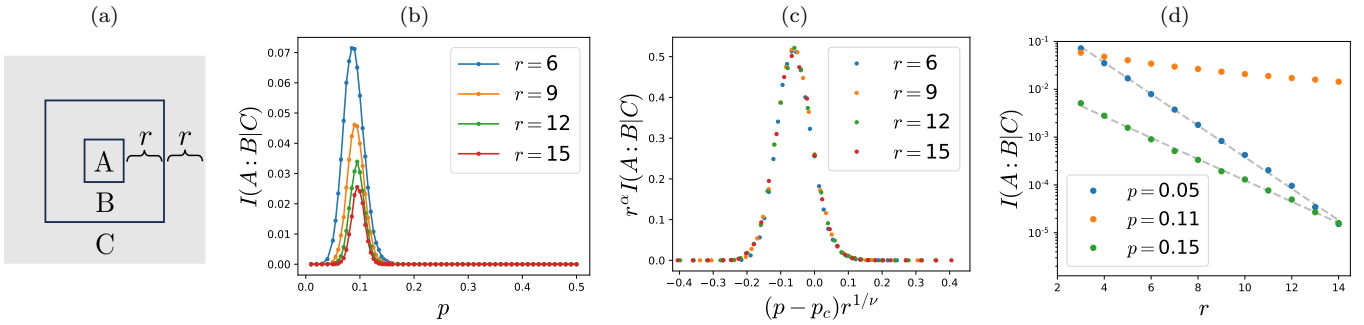 (a)
A
r
r
B
C
(b)
I(A : B|C)
0.07
0.06
0.05
0.04
0.03
0.02
0.01
0.00
0.0 0.1 0.2 0.3 0.4 0.5
p
r = 6
r = 9
r = 12
r = 15
(c)
r^α I(A : B|C)
0.5
0.4
0.3
0.2
0.1
0.0
−0.4 −0.3 −0.2 −0.1 0.0 0.1 0.2 0.3 0.4
(p − p_c)r^{1/ν}
r = 6
r = 9
r = 12
r = 15
(d)
I(A : B|C)
10^{-1}
10^{-2}
10^{-3}
10^{-4}
10^{-5}
2 4 6 8 10 12 14
r
p = 0.05
p = 0.11
p = 0.15